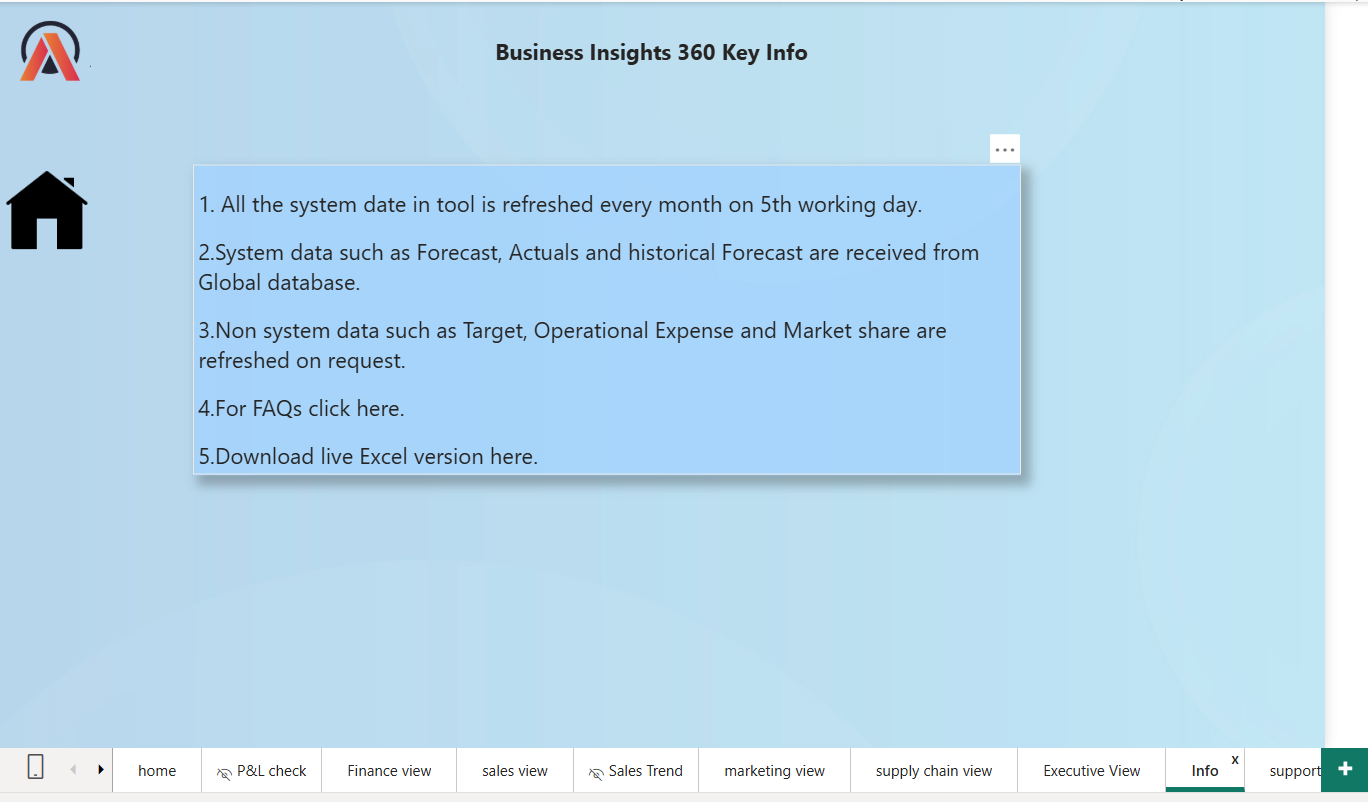 Business Insights 360 Key Info
1. All the system date in tool is refreshed every month on 5th working day.
2.System data such as Forecast, Actuals and historical Forecast are received from
Global database.
3.Non system data such as Target, Operational Expense and Market share are
refreshed on request.
4.For FAQs click here.
5.Download live Excel version here.
home P&L check Finance view sales view Sales Trend marketing view supply chain view Executive View Info x support +